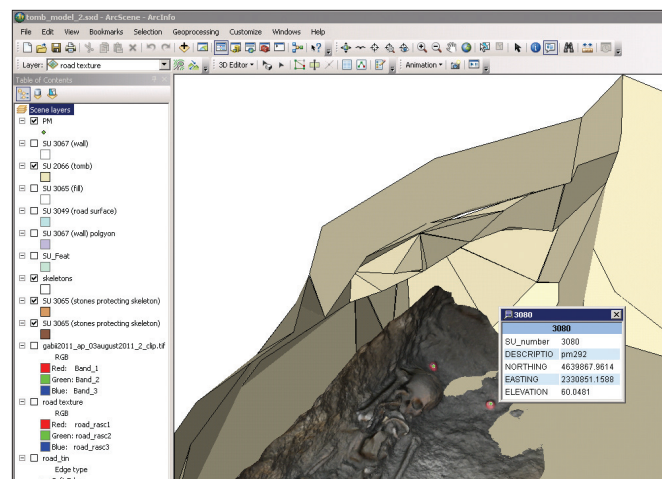 tomb_model_2.sxd - ArcScene - ArcInfo
File Edit View Bookmarks Selection Geoprocessing Customize Windows Help
Layer: road texture 3D Editor Animation
Table of Contents
Scene layers
PM
SU 3067 (wall)
SU 2066 (tomb)
SU 3065 (fill)
SU 3049 (road surface)
SU 3067 (wall) polgyon
SU_Feat
skeletons
SU 3065 (stones protecting skeleton)
SU 3065 (stones protecting skeleton)
gabii2011_ap_03august2011_2_clip.tif
RGB
Red: Band_1
Green: Band_2
Blue: Band_3
road texture
RGB
Red: road_rasc1
Green: road_rasc2
Blue: road_rasc3
road_tin
Edge type
3080
3080
SU_number 3080
DESCRIPTIO pm292
NORTHING 4639867.9614
EASTING 2330851.1588
ELEVATION 60.0481